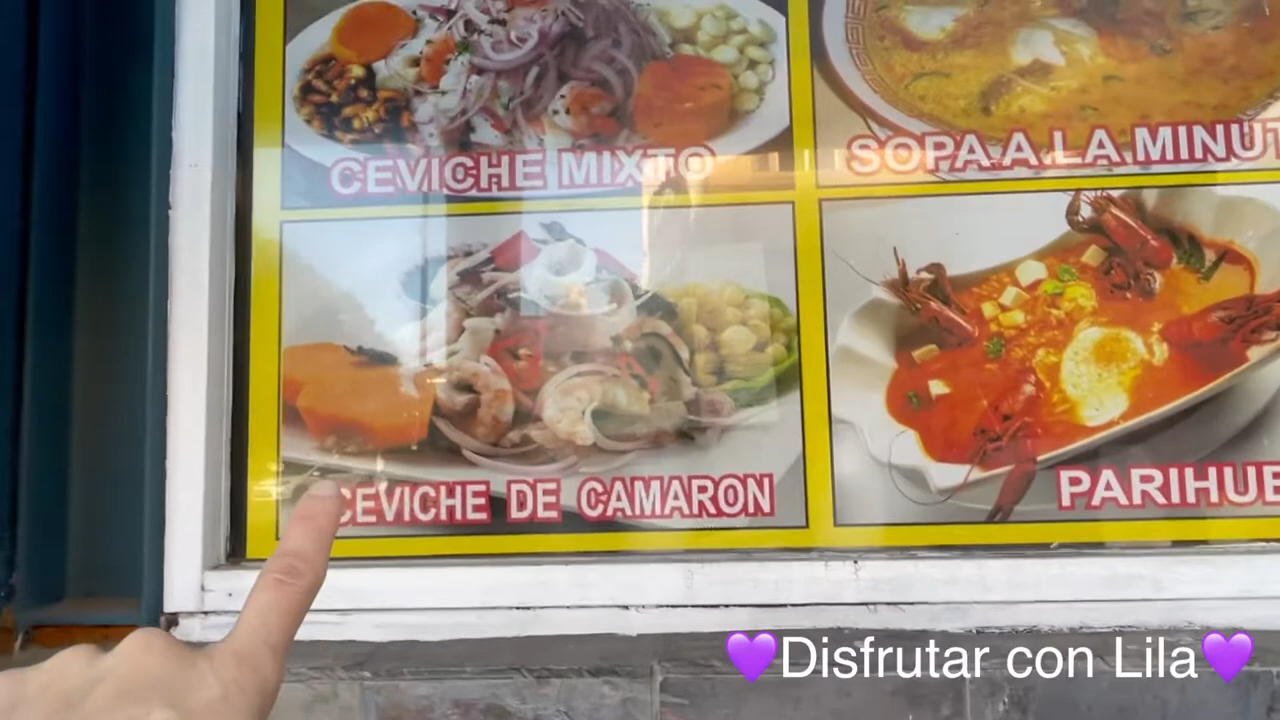 CEVICHE MIXTO
SOPA A LA MINUT
CEVICHE DE CAMARON
PARIHUE
💜Disfrutar con Lila💜